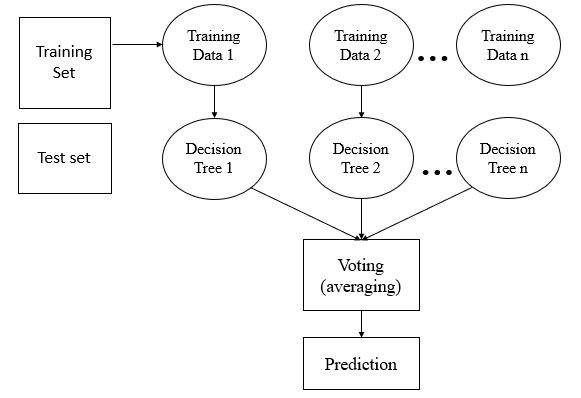 Training
Set
Training
Data 1
Training
Data 2
Training
Data n
Test set
Decision
Tree 1
Decision
Tree 2
Decision
Tree n
Voting
(averaging)
Prediction